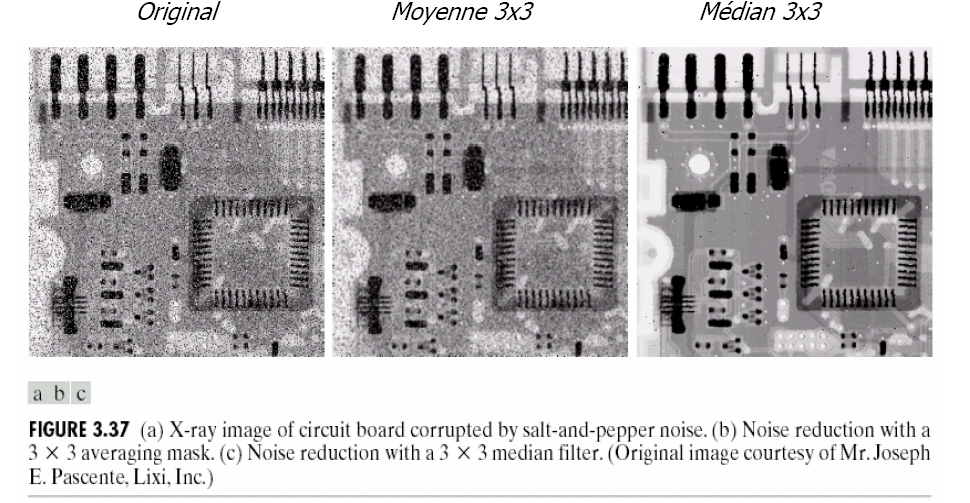 Original Moyenne 3x3 Médian 3x3
a b c
FIGURE 3.37 (a) X-ray image of circuit board corrupted by salt-and-pepper noise. (b) Noise reduction with a
3 × 3 averaging mask. (c) Noise reduction with a 3 × 3 median filter. (Original image courtesy of Mr. Joseph
E. Pascente, Lixi, Inc.)